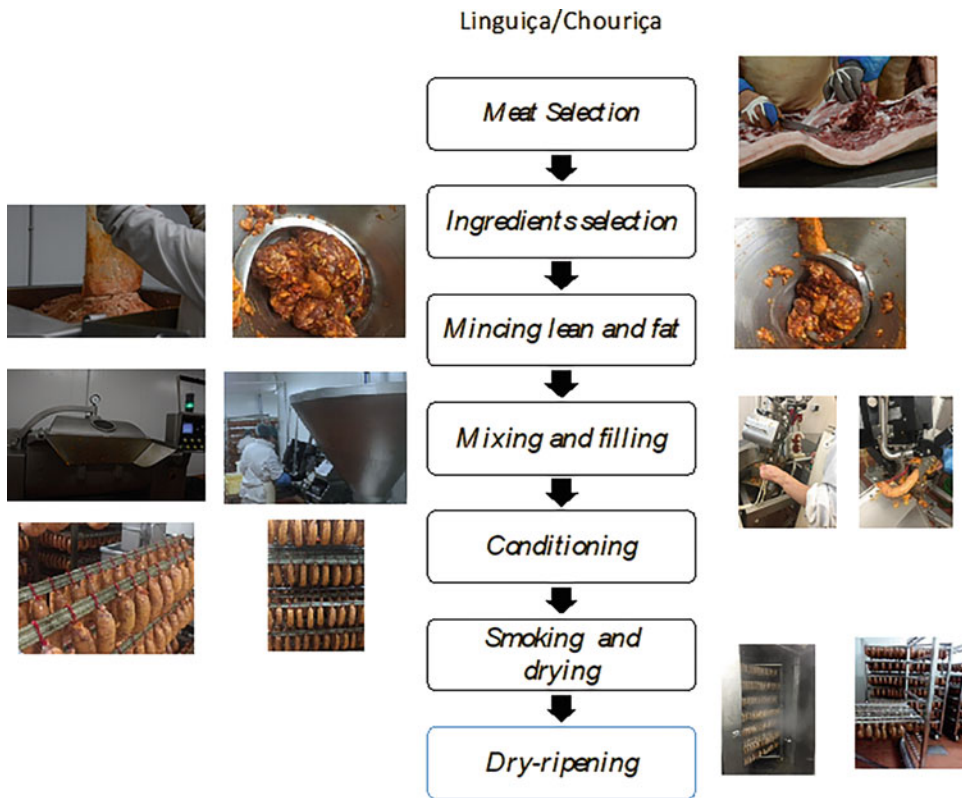 Linguiça/Chouriça
Meat Selection
Ingredients selection
Mincing lean and fat
Mixing and filling
Conditioning
Smoking and
drying
Dry-ripening